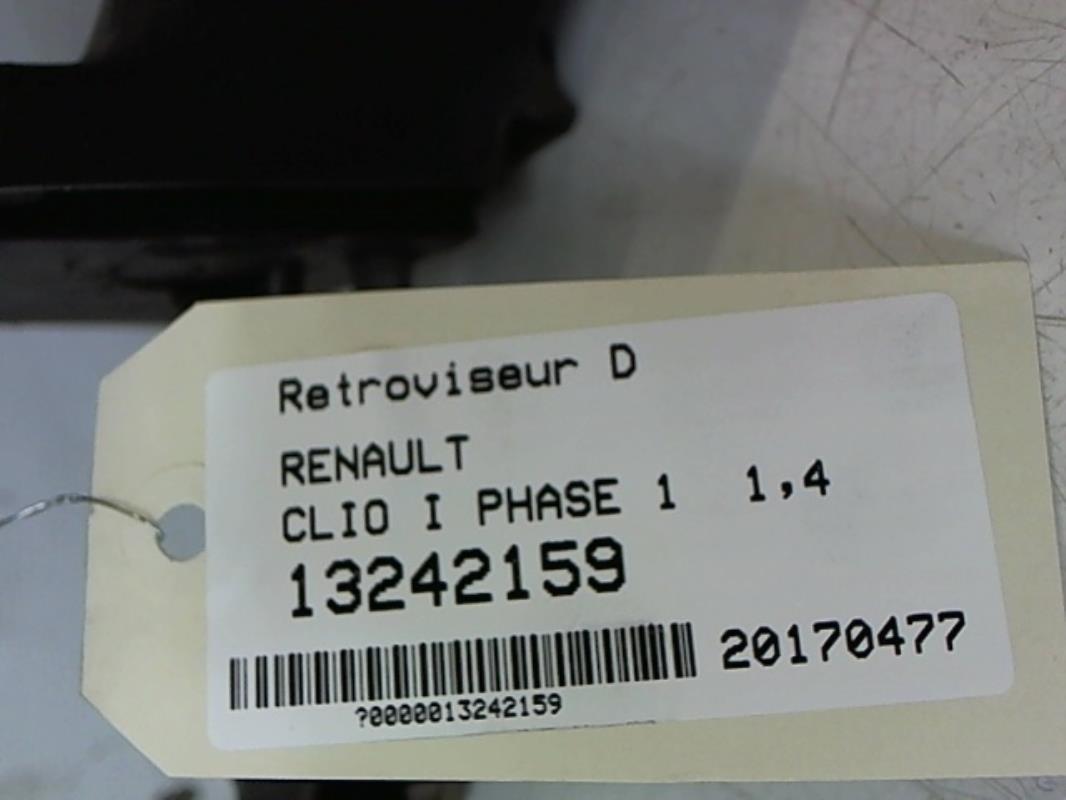 Retroviseur D
RENAULT
CLIO I PHASE 1 1,4
13242159
20170477
?0000013242159